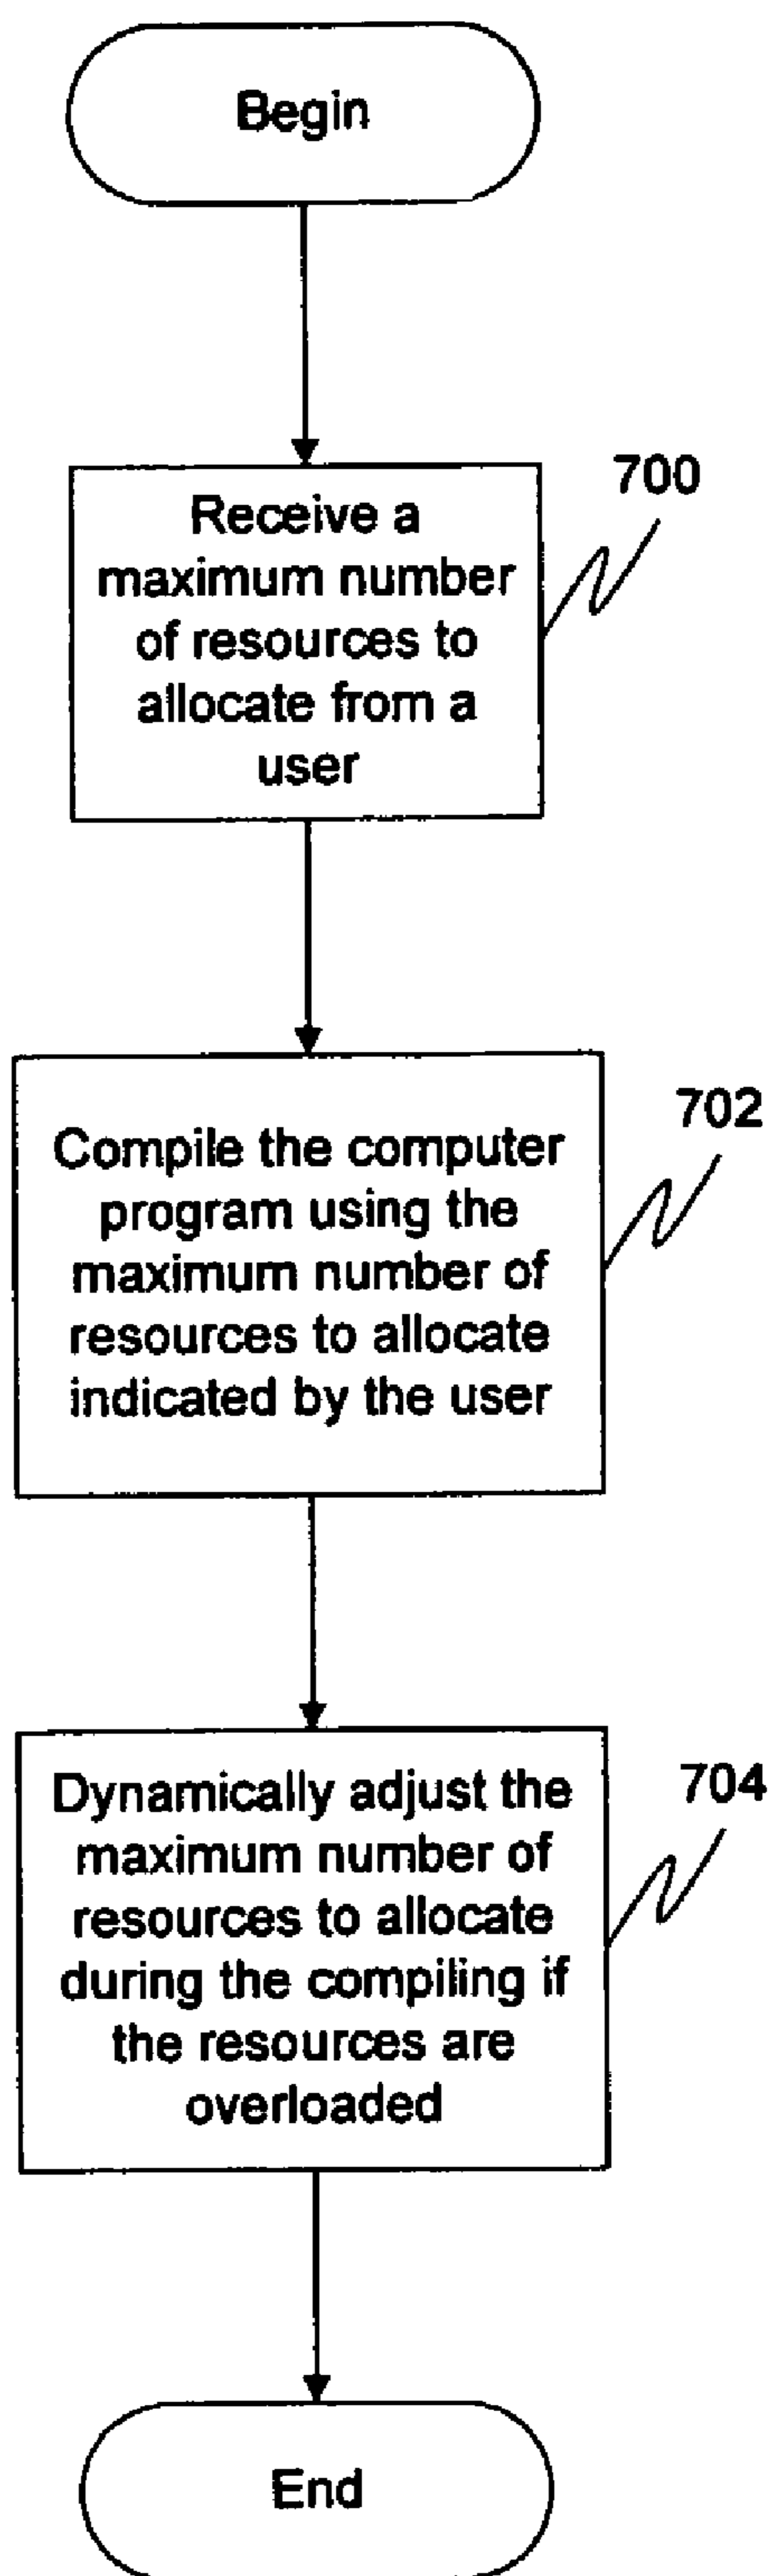 Begin
700
Receive a
maximum number
of resources to
allocate from a
user
702
Compile the computer
program using the
maximum number of
resources to allocate
indicated by the user
704
Dynamically adjust the
maximum number of
resources to allocate
during the compiling if
the resources are
overloaded
End